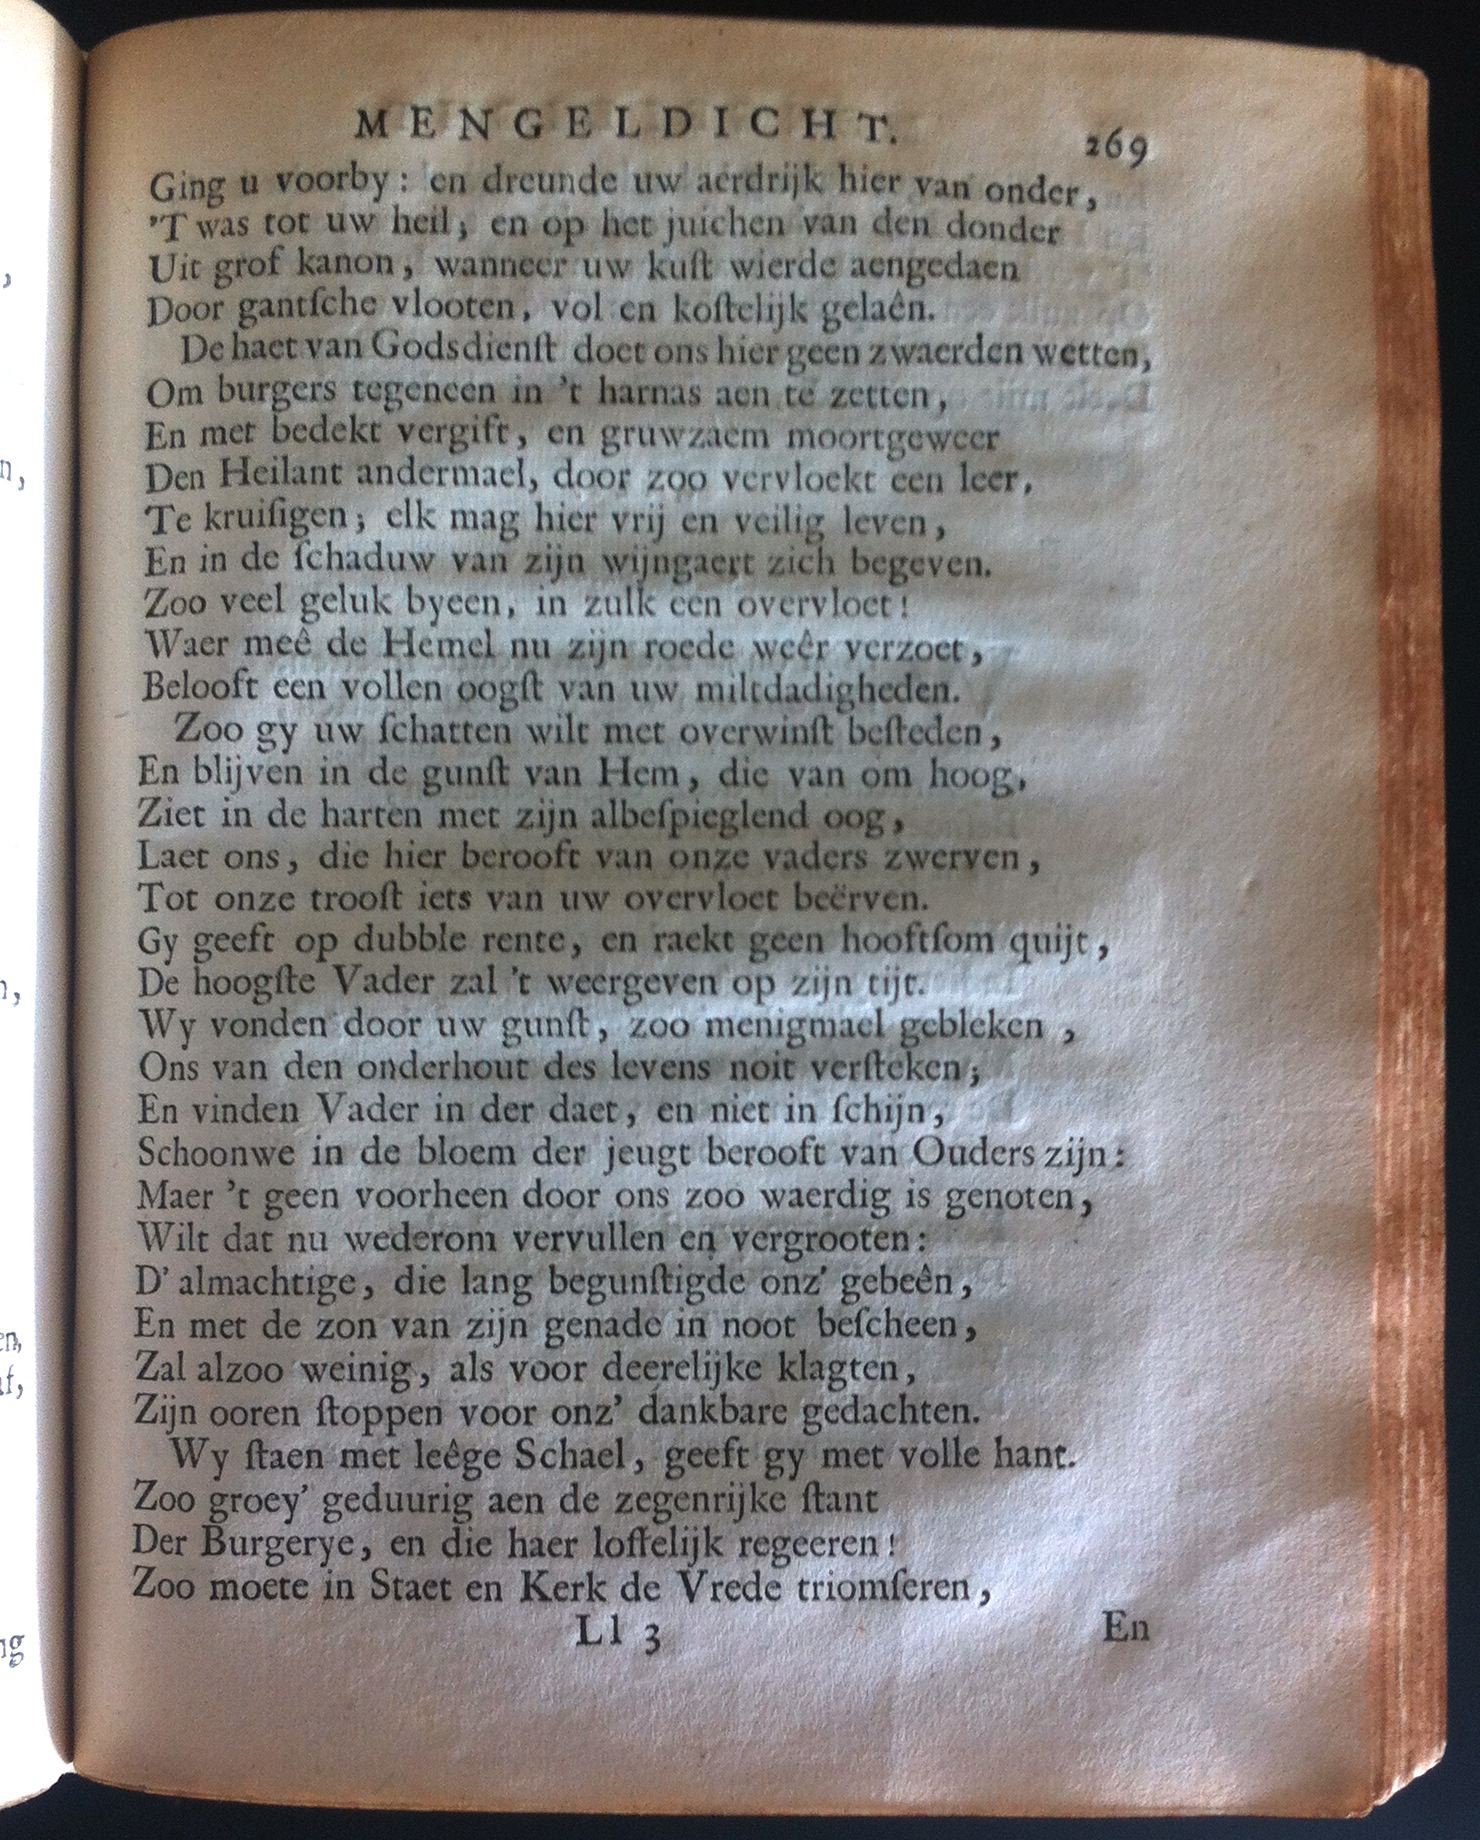 MENGELDICHT. 269
Ging u voorby: en dreunde uw aerdrijk hier van onder,
'T was tot uw heil, en op het juichen van den donder
Uit grof kanon, wanneer uw kuſt wierde aengedaen
Door gantſche vlooten, vol en koſtelijk gelaên.
De haet van Godsdienſt doet ons hier geen zwaerden wetten,
Om burgers tegeneen in 't harnas aen te zetten,
En met bedekt vergift, en gruwzaem moortgeweer
Den Heilant andermael, door zoo vervloekt een leer,
Te kruiſigen; elk mag hier vrij en veilig leven,
En in de ſchaduw van zijn wijngaert zich begeven.
Zoo veel geluk byeen, in zulk een overvloet!
Waer meê de Hemel nu zijn roede weêr verzoet,
Belooft een vollen oogſt van uw miltdadigheden.
Zoo gy uw ſchatten wilt met overwinſt beſteden,
En blijven in de gunſt van Hem, die van om hoog,
Ziet in de harten met zijn albeſpieglend oog,
Laet ons, die hier berooft van onze vaders zwerven,
Tot onze trooſt iets van uw overvloet beërven.
Gy geeft op dubble rente, en raekt geen hooftſom quijt,
De hoogſte Vader zal 't weergeven op zijn tijt.
Wy vonden door uw gunſt, zoo menigmael gebleken,
Ons van den onderhout des levens noit verſteken;
En vinden Vader in der daet, en niet in ſchijn,
Schoonwe in de bloem der jeugt berooft van Ouders zijn:
Maer 't geen voorheen door ons zoo waerdig is genoten,
Wilt dat nu wederom vervullen en vergrooten:
D' almachtige, die lang begunſtigde onz' gebeên,
En met de zon van zijn genade in noot beſcheen,
Zal alzoo weinig, als voor deerelijke klagten,
Zijn ooren ſtoppen voor onz' dankbare gedachten.
Wy ſtaen met leêge Schael, geeft gy met volle hant.
Zoo groey' geduurig aen de zegenrijke ſtant
Der Burgerye, en die haer loffelijk regeeren!
Zoo moete in Staet en Kerk de Vrede triomferen,
Ll 3 En